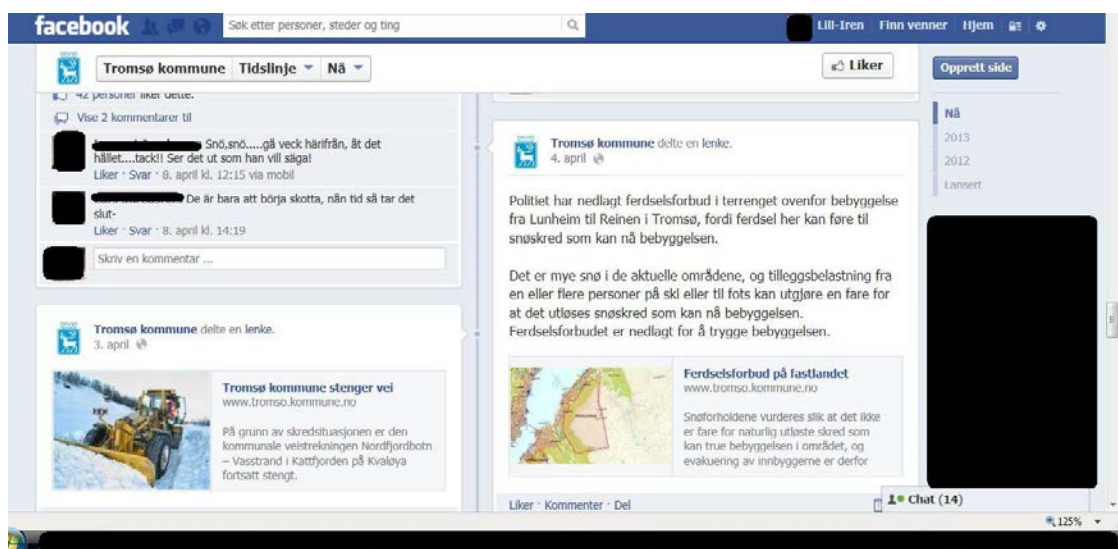 facebook
Søk etter personer, steder og ting
Lill-Iren Finn venner Hjem
Tromsø kommune Tidslinje Nå
Liker
Opprett side
Nå
2013
2012
Lansert
42 personer liker dette.
Vise 2 kommentarer til
Snö,snö.....gå veck härifrån, åt det
hållet....tack!! Ser det ut som han vill säga!
Liker · Svar · 8. april kl. 12:15 via mobil
De är bara att börja skotta, nån tid så tar det
slut-
Liker · Svar · 8. april kl. 14:19
Skriv en kommentar ...
Tromsø kommune delte en lenke.
3. april
Tromsø kommune stenger vei
www.tromso.kommune.no
På grunn av skredsituasjonen er den
kommunale veistrekningen Nordfjordbotn
– Vasstrand i Kattfjorden på Kvaløya
fortsatt stengt.
Tromsø kommune delte en lenke.
4. april
Politiet har nedlagt ferdselsforbud i terrenget ovenfor bebyggelse
fra Lunheim til Reinen i Tromsø, fordi ferdsel her kan føre til
snøskred som kan nå bebyggelsen.
Det er mye snø i de aktuelle områdene, og tilleggsbelastning fra
en eller flere personer på ski eller til fots kan utgjøre en fare for
at det utløses snøskred som kan nå bebyggelsen.
Ferdselsforbudet er nedlagt for å trygge bebyggelsen.
Ferdselsforbud på fastlandet
www.tromso.kommune.no
Snøforholdene vurderes slik at det ikke
er fare for naturlig utløste skred som
kan true bebyggelsen i området, og
evakuering av innbyggerne er derfor
Liker · Kommenter · Del
Chat (14)
125%